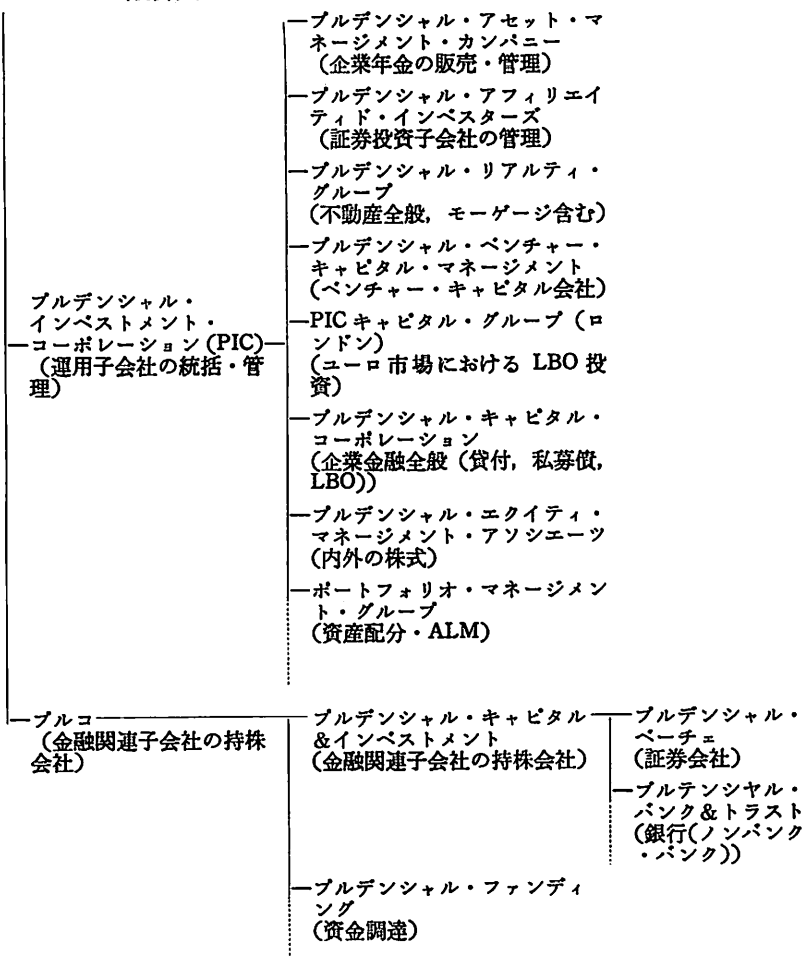 プルデンシャル・アセット・マ
ネージメント・カンパニー
(企業年金の販売・管理)
プルデンシャル・アフィリエイ
ティド・インベスターズ
(証券投資子会社の管理)
プルデンシャル・リアルティ・
グループ
(不動産全般, モーゲージ含む)
プルデンシャル・ベンチャー・
キャピタル・マネージメント
(ベンチャー・キャピタル会社)
プルデンシャル・
インベストメント・
コーポレーション(PIC)
(運用子会社の統括・管
理)
PICキャピタル・グループ(ロ
ンドン)
(ユーロ市場における LBO 投
資)
プルデンシャル・キャピタル・
コーポレーション
(企業金融全般(貸付, 私募債,
LBO))
プルデンシャル・エクイティ・
マネージメント・アソシエーツ
(内外の株式)
ポートフォリオ・マネージメン
ト・グループ
(資産配分・ALM)
プルコ
(金融関連子会社の持株
会社)
プルデンシャル・キャピタル
&インベストメント
(金融関連子会社の持株会社)
プルデンシャル・
ベーチェ
(証券会社)
プルテンシヤル・
バンク&トラスト
(銀行(ノンバンク
・バンク))
プルデンシャル・ファンディ
ング
(資金調達)